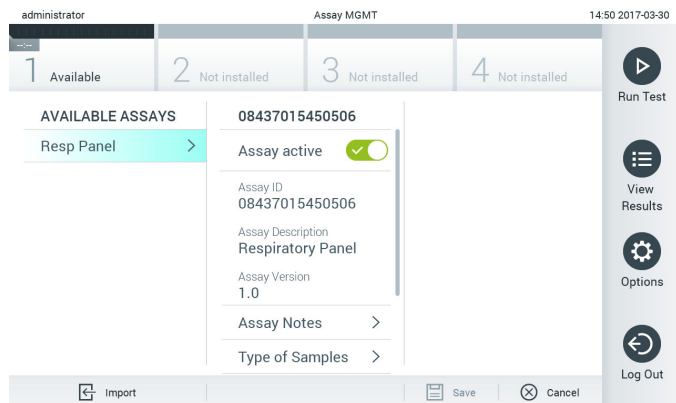 administrator
Assay MGMT
14:50 2017-03-30
--:--
1 Available
2 Not installed
3 Not installed
4 Not installed
Run Test
View
Results
Options
Log Out
AVAILABLE ASSAYS
Resp Panel
08437015450506
Assay active
Assay ID
08437015450506
Assay Description
Respiratory Panel
Assay Version
1.0
Assay Notes
Type of Samples
Import
Save
Cancel